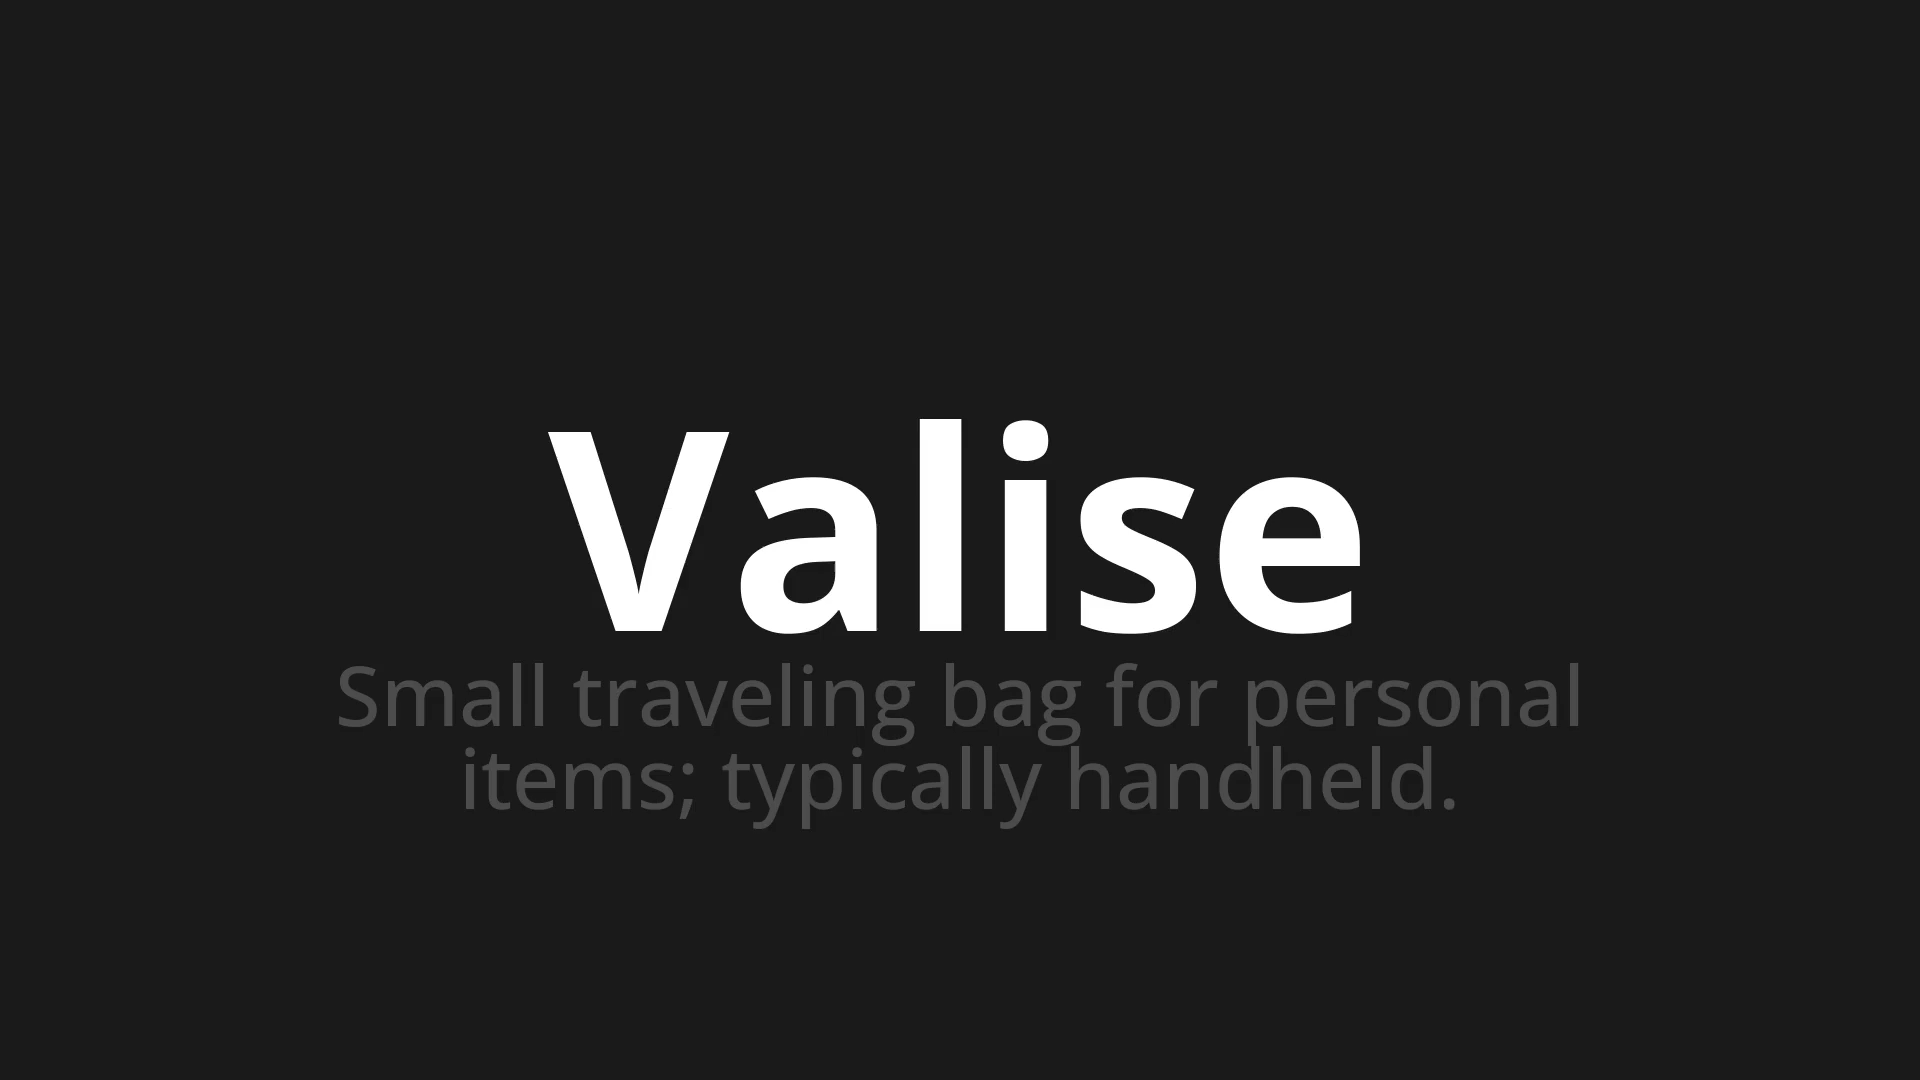 Valise
Small traveling bag for personal
items; typically handheld.